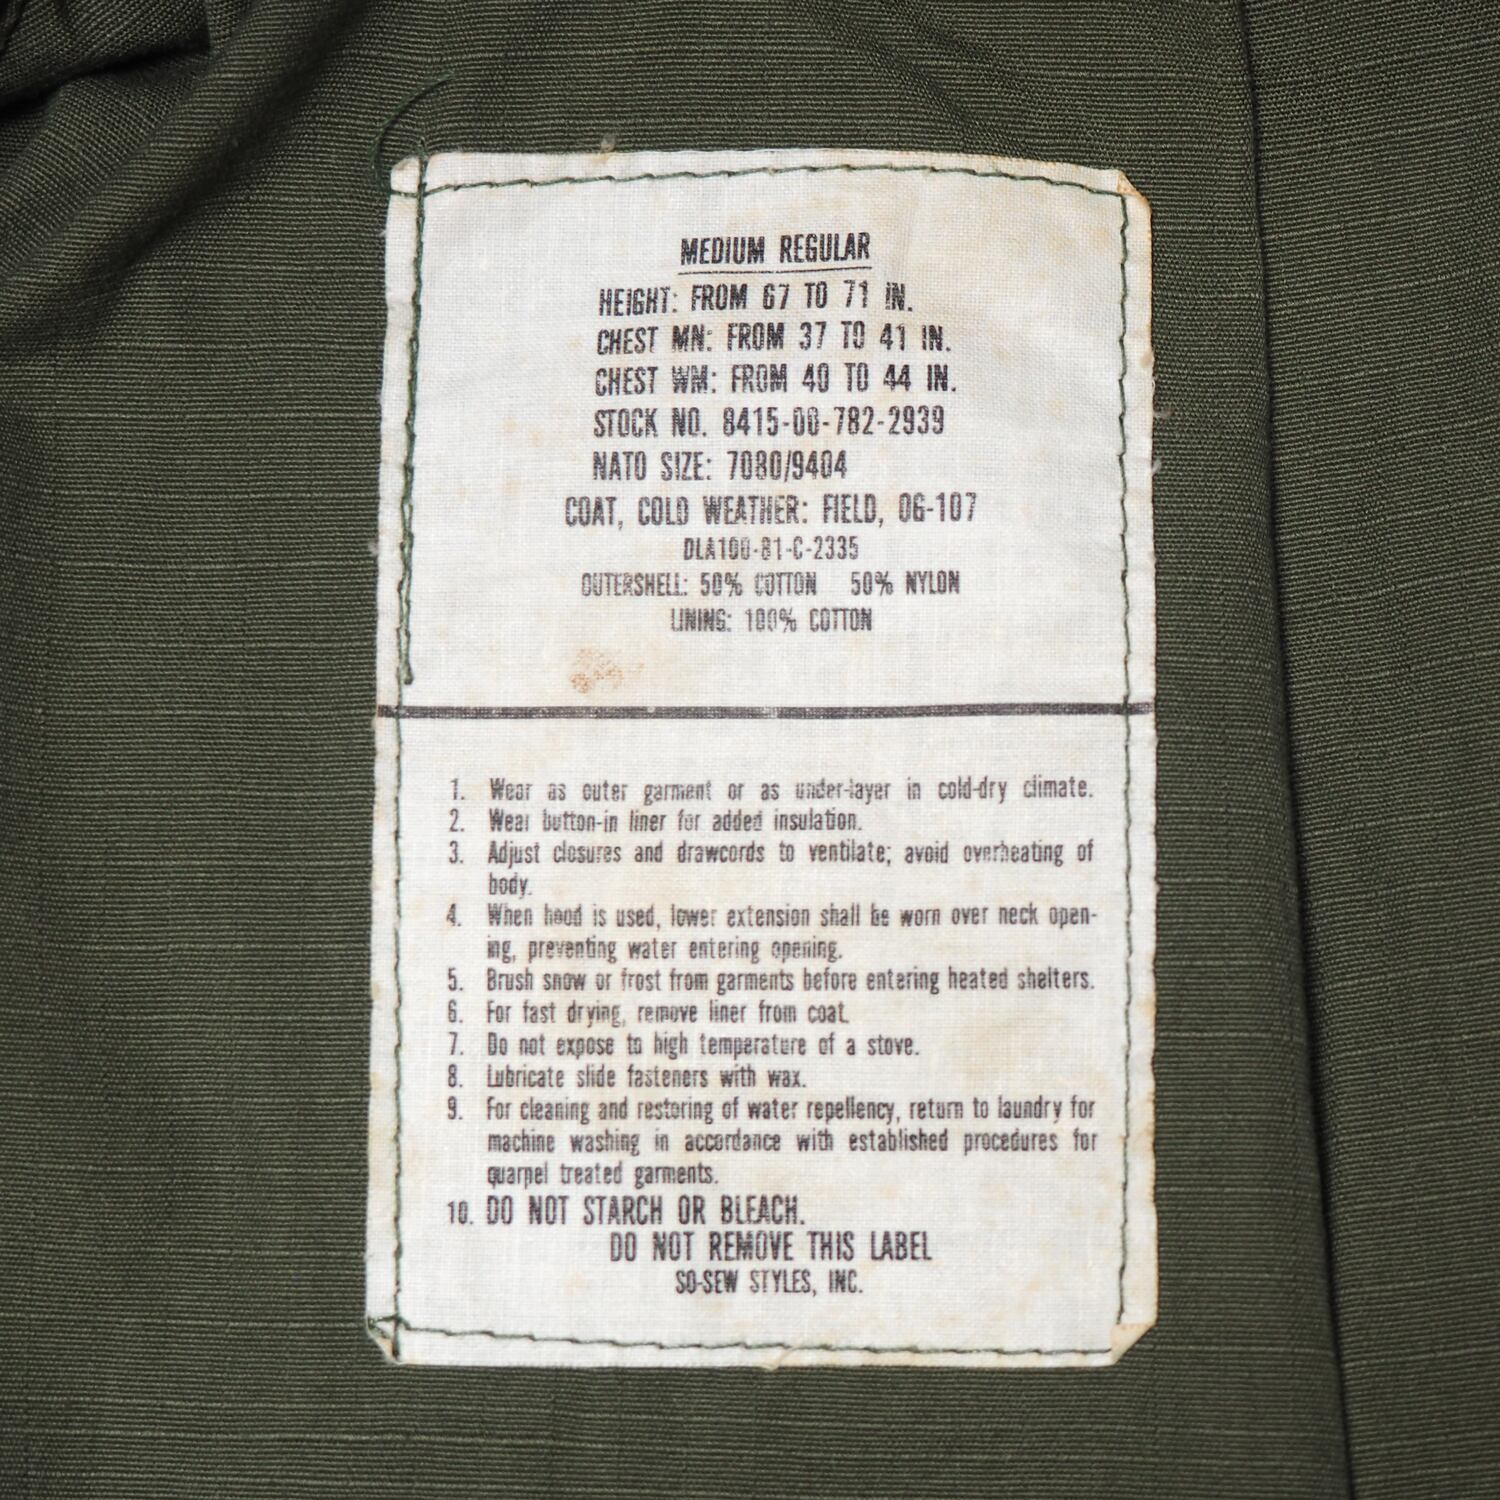 MEDIUM REGULAR
HEIGHT: FROM 67 TO 71 IN.
CHEST MN: FROM 37 TO 41 IN.
CHEST WM: FROM 40 TO 44 IN.
STOCK NO. 8415-00-782-2939
NATO SIZE: 7080/9404
COAT, COLD WEATHER: FIELD, OG-107
DLA100-81-C-2335
OUTERSHELL: 50% COTTON 50% NYLON
LINING: 100% COTTON
1. Wear as outer garment or as under-layer in cold-dry climate.
2. Wear button-in liner for added insulation.
3. Adjust closures and drawcords to ventilate; avoid overheating of
body.
4. When hood is used, lower extension shall be worn over neck open-
ing, preventing water entering opening.
5. Brush snow or frost from garments before entering heated shelters.
6. For fast drying, remove liner from coat.
7. Do not expose to high temperature of a stove.
8. Lubricate slide fasteners with wax.
9. For cleaning and restoring of water repellency, return to laundry for
machine washing in accordance with established procedures for
quarpel treated garments.
10. DO NOT STARCH OR BLEACH.
DO NOT REMOVE THIS LABEL
SO-SEW STYLES, INC.